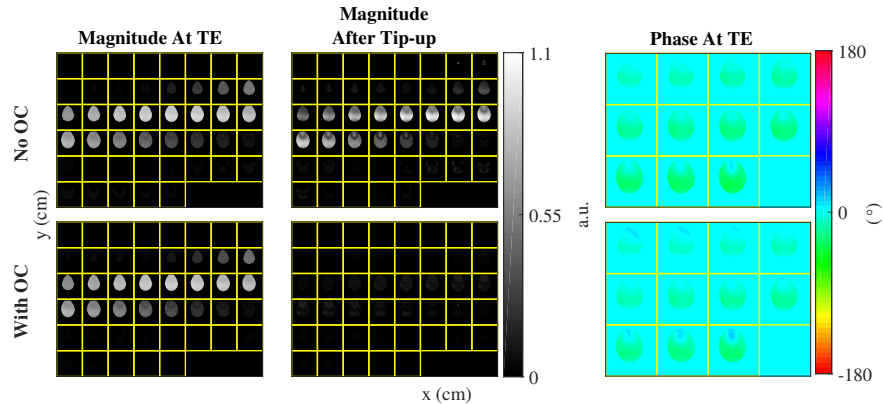 Magnitude At TE
Magnitude
After Tip-up
Phase At TE
No OC
With OC
y (cm)
x (cm)
1.1
0.55
0
a.u.
180
0
-180
(°)